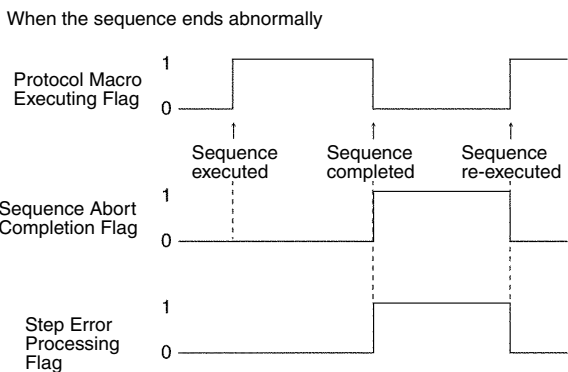 When the sequence ends abnormally
1
Protocol Macro
Executing Flag
0
Sequence
executed
Sequence
completed
Sequence
re-executed
1
Sequence Abort
Completion Flag
0
1
Step Error
Processing
Flag
0